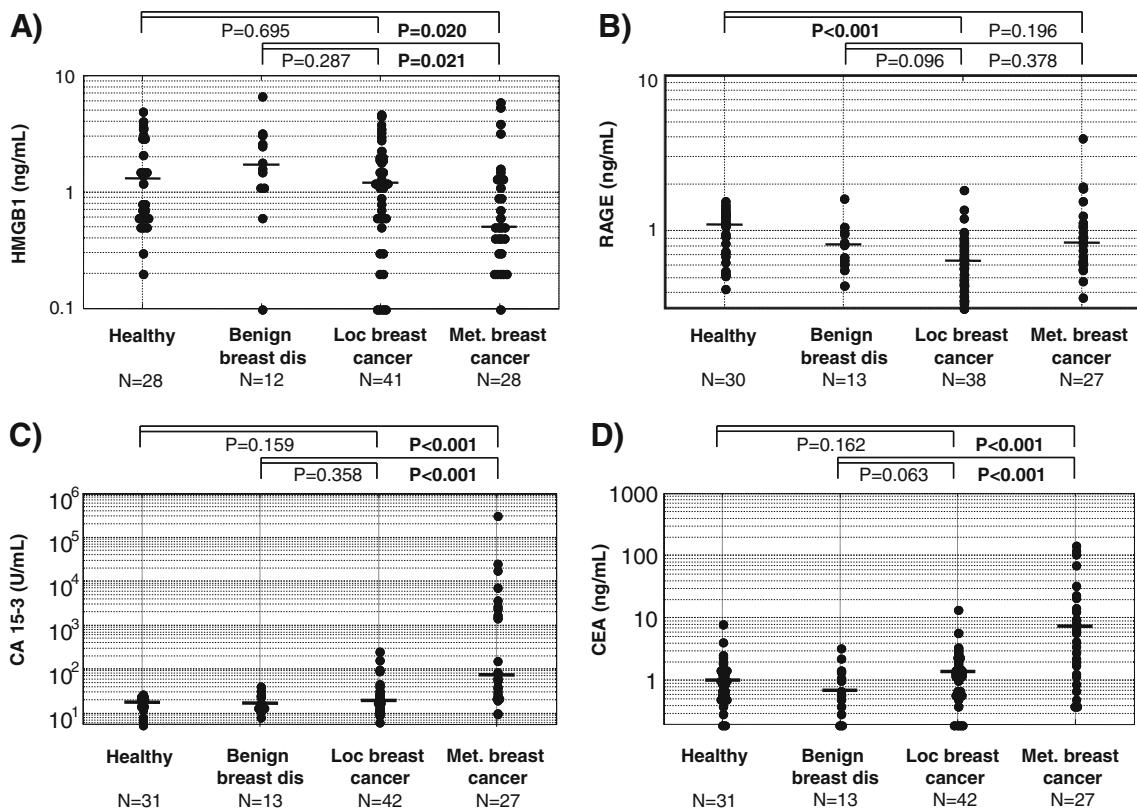 A)
P=0.695 P=0.020
P=0.287 P=0.021
10
1
0.1
HMGB1 (ng/mL)
Healthy Benign breast dis Loc breast cancer Met. breast cancer
N=28 N=12 N=41 N=28
B)
P<0.001 P=0.196
P=0.096 P=0.378
10
1
RAGE (ng/mL)
Healthy Benign breast dis Loc breast cancer Met. breast cancer
N=30 N=13 N=38 N=27
C)
P=0.159 P<0.001
P=0.358 P<0.001
10^6
10^5
10^4
10^3
10^2
10^1
CA 15-3 (U/mL)
Healthy Benign breast dis Loc breast cancer Met. breast cancer
N=31 N=13 N=42 N=27
D)
P=0.162 P<0.001
P=0.063 P<0.001
1000
100
10
1
CEA (ng/mL)
Healthy Benign breast dis Loc breast cancer Met. breast cancer
N=31 N=13 N=42 N=27